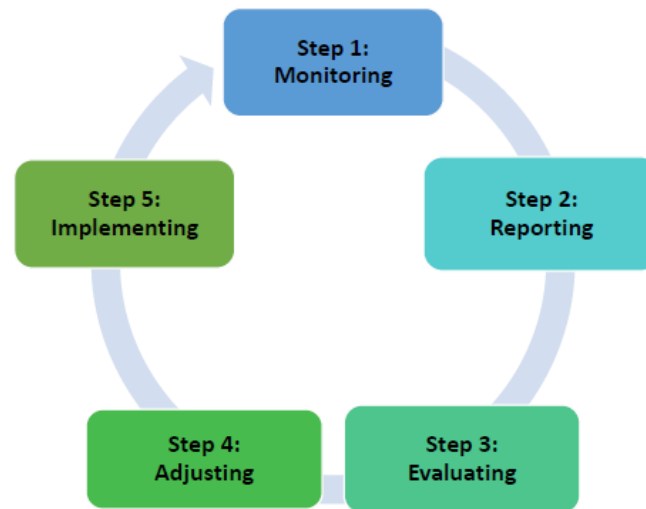 Step 1:
Monitoring
Step 2:
Reporting
Step 3:
Evaluating
Step 4:
Adjusting
Step 5:
Implementing